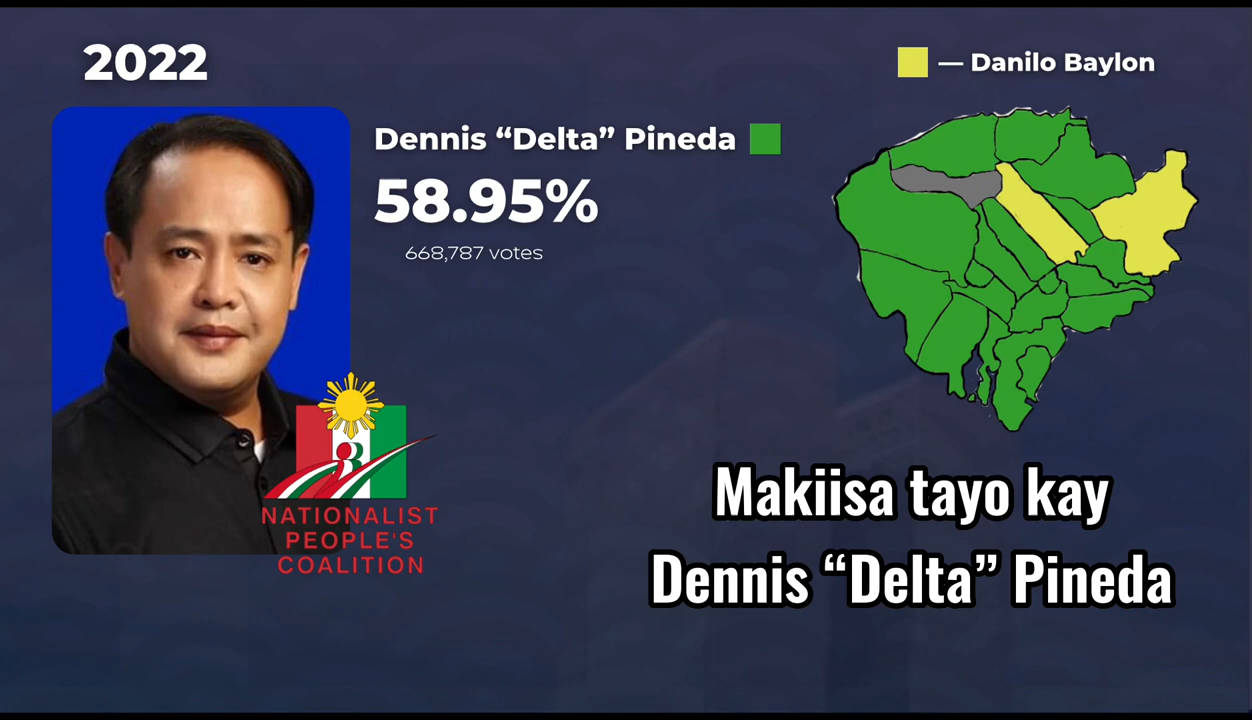 2022
— Danilo Baylon
Dennis “Delta” Pineda
58.95%
668,787 votes
NATIONALIST
PEOPLE'S
COALITION
Makiisa tayo kay
Dennis “Delta” Pineda